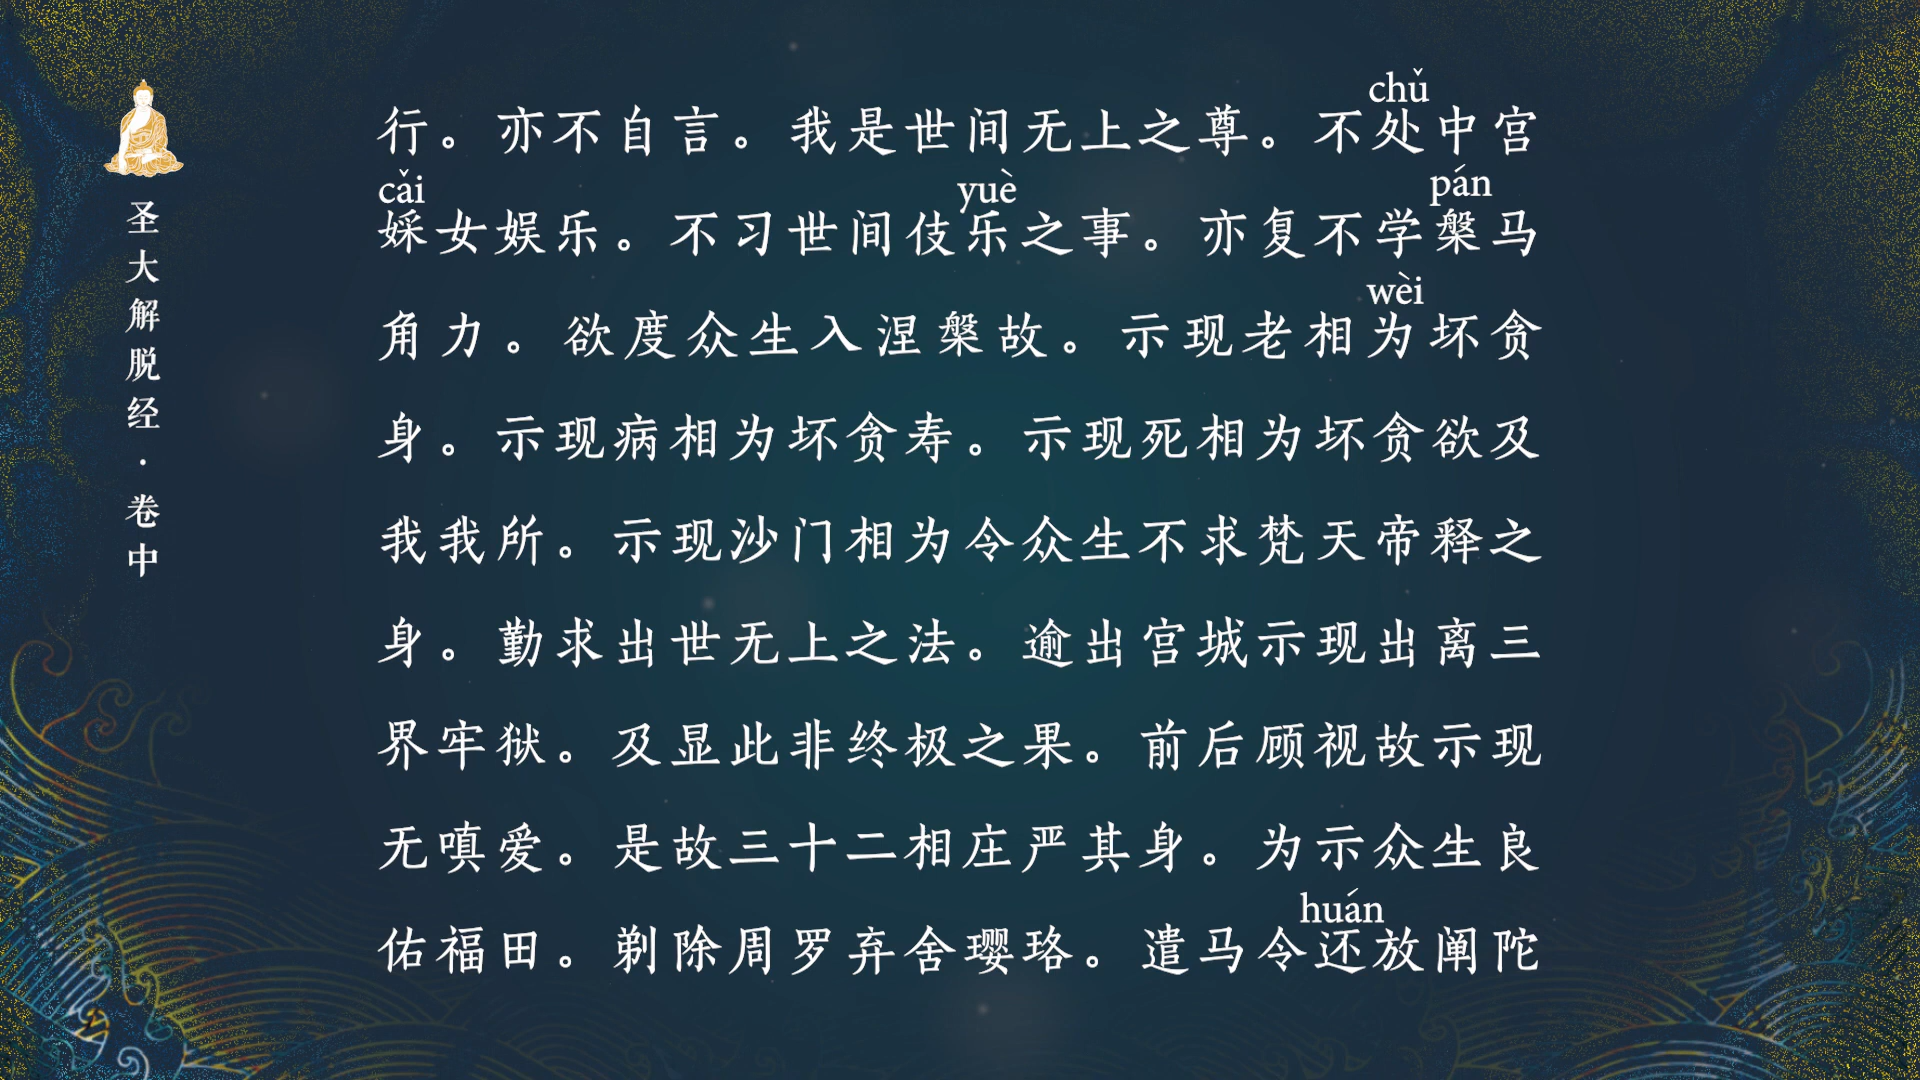 圣大解脱经·卷中
chǔ
行。亦不自言。我是世间无上之尊。不处中宫
cǎi yuè pán
婇女娱乐。不习世间伎乐之事。亦复不学槃马
wèi
角力。欲度众生入涅槃故。示现老相为坏贪
身。示现病相为坏贪寿。示现死相为坏贪欲及
我我所。示现沙门相为令众生不求梵天帝释之
身。勤求出世无上之法。逾出宫城示现出离三
界牢狱。及显此非终极之果。前后顾视故示现
无嗔爱。是故三十二相庄严其身。为示众生良
huán
佑福田。剃除周罗弃舍璎珞。遣马令还放阐陀